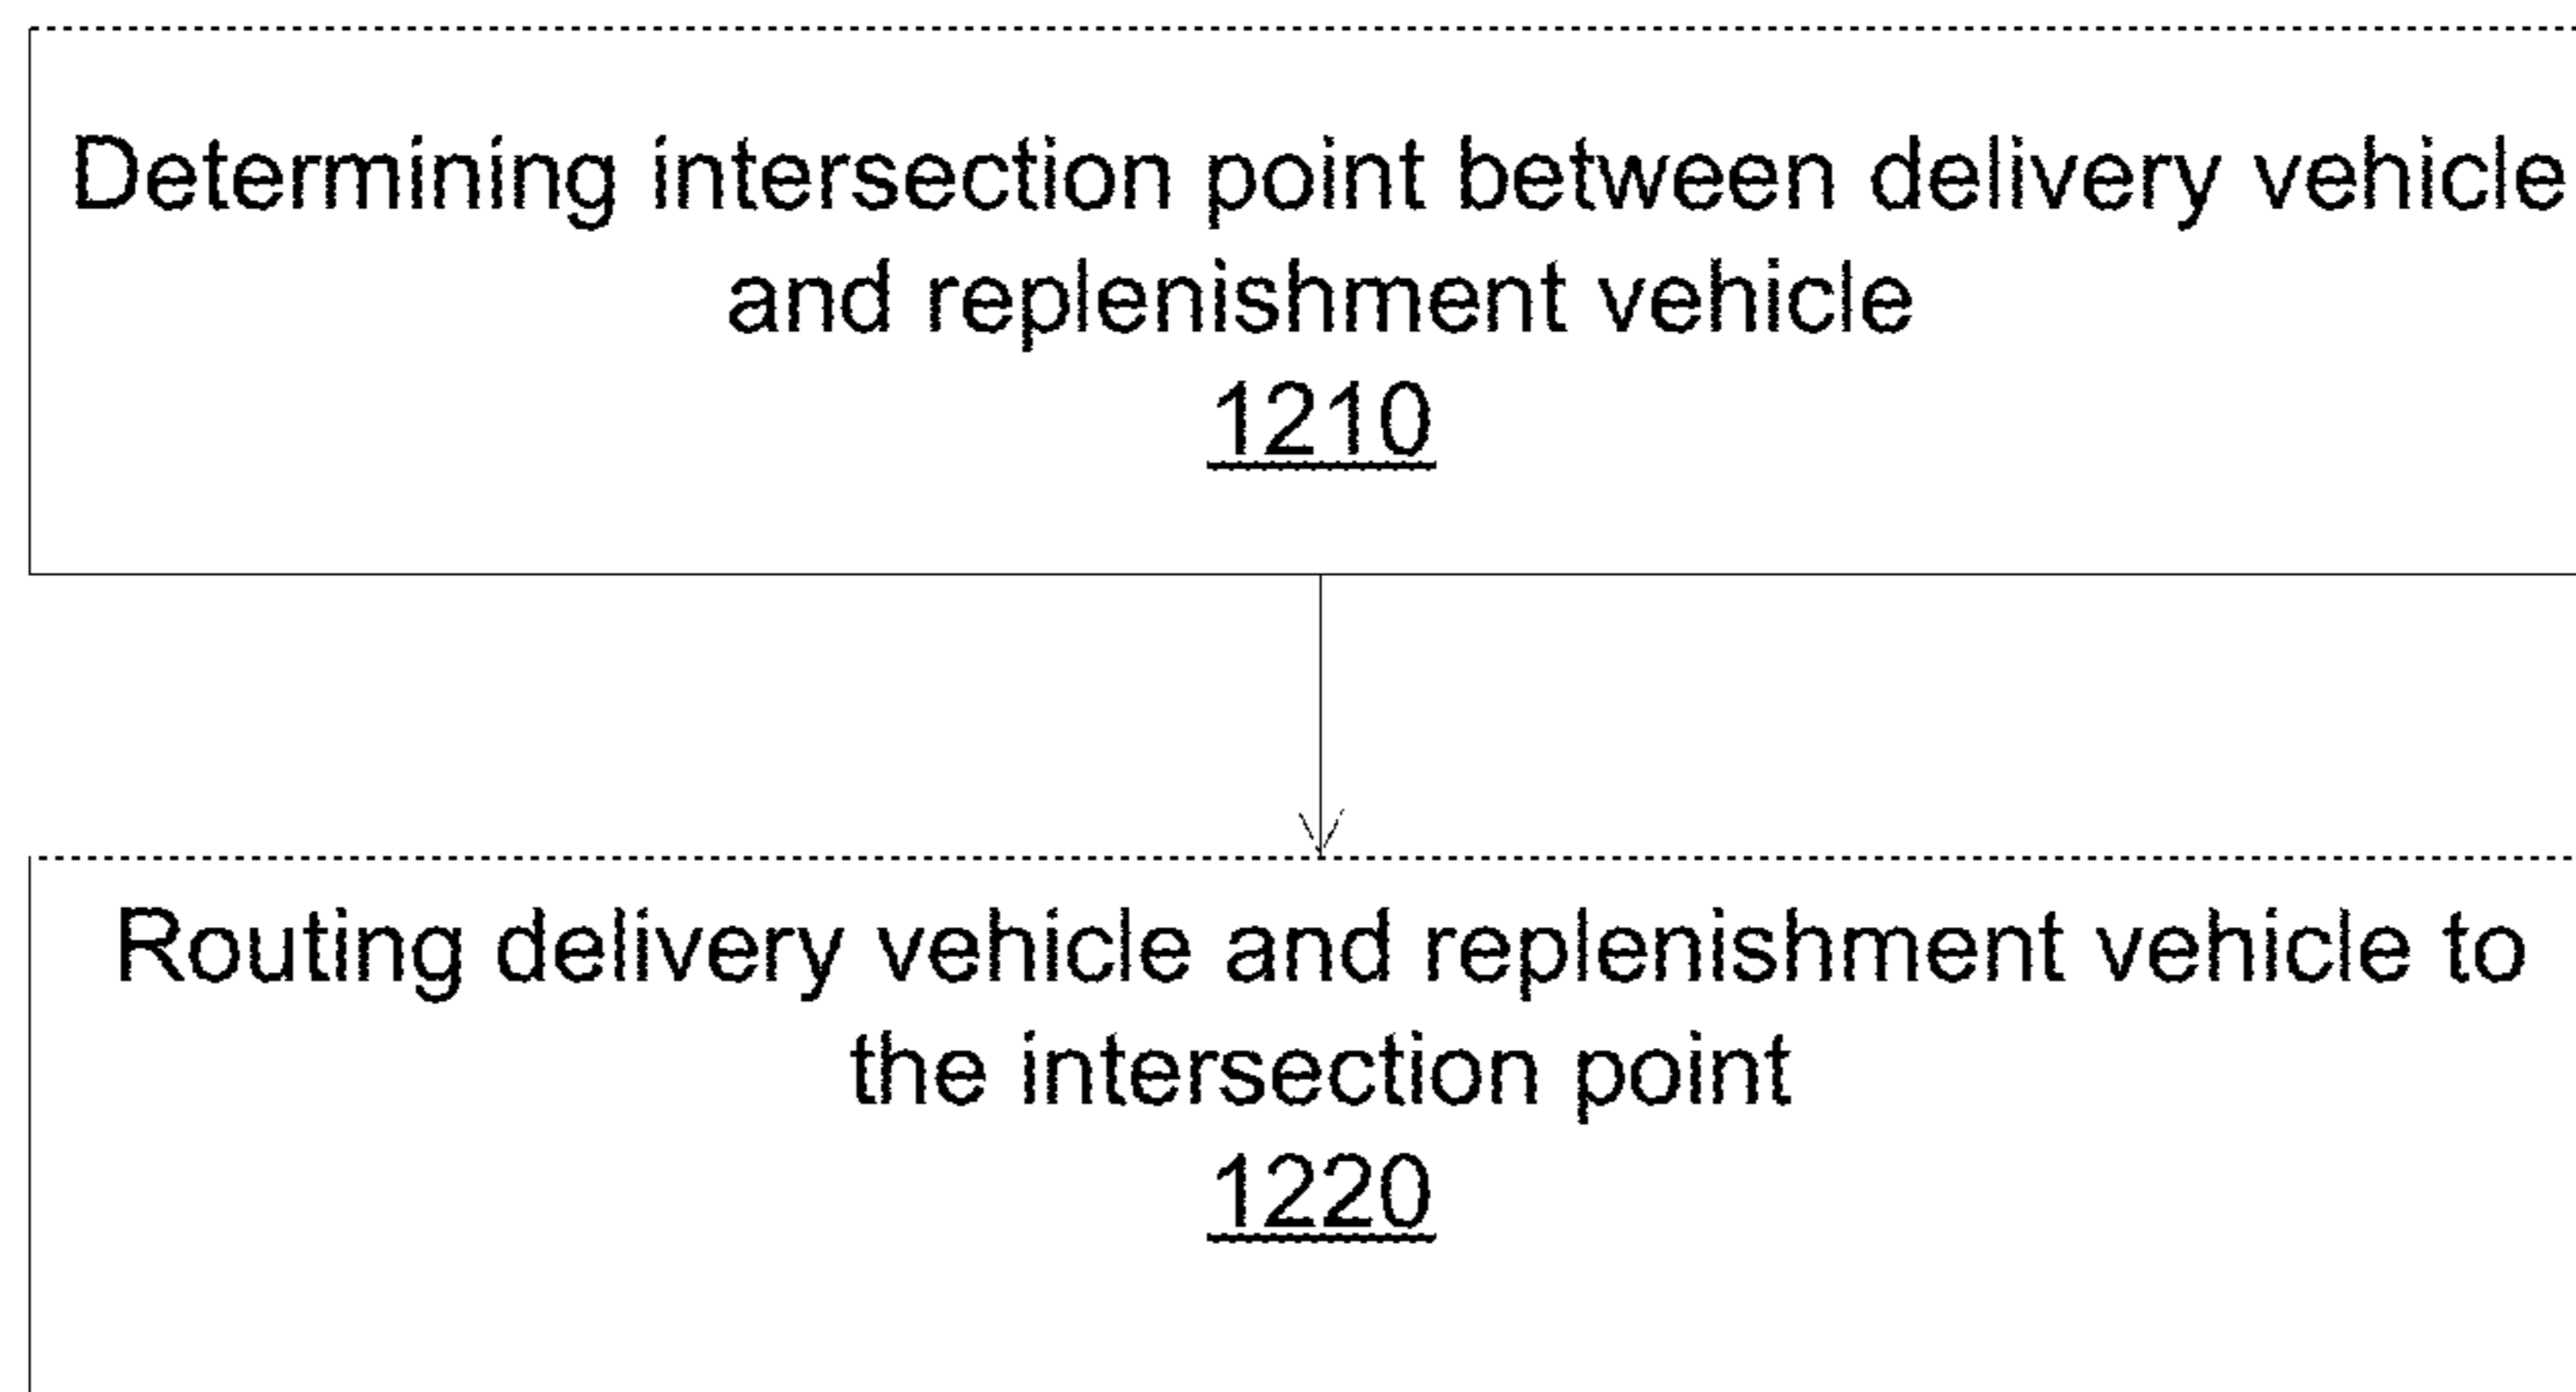 Determining intersection point between delivery vehicle
and replenishment vehicle
1210
Routing delivery vehicle and replenishment vehicle to
the intersection point
1220